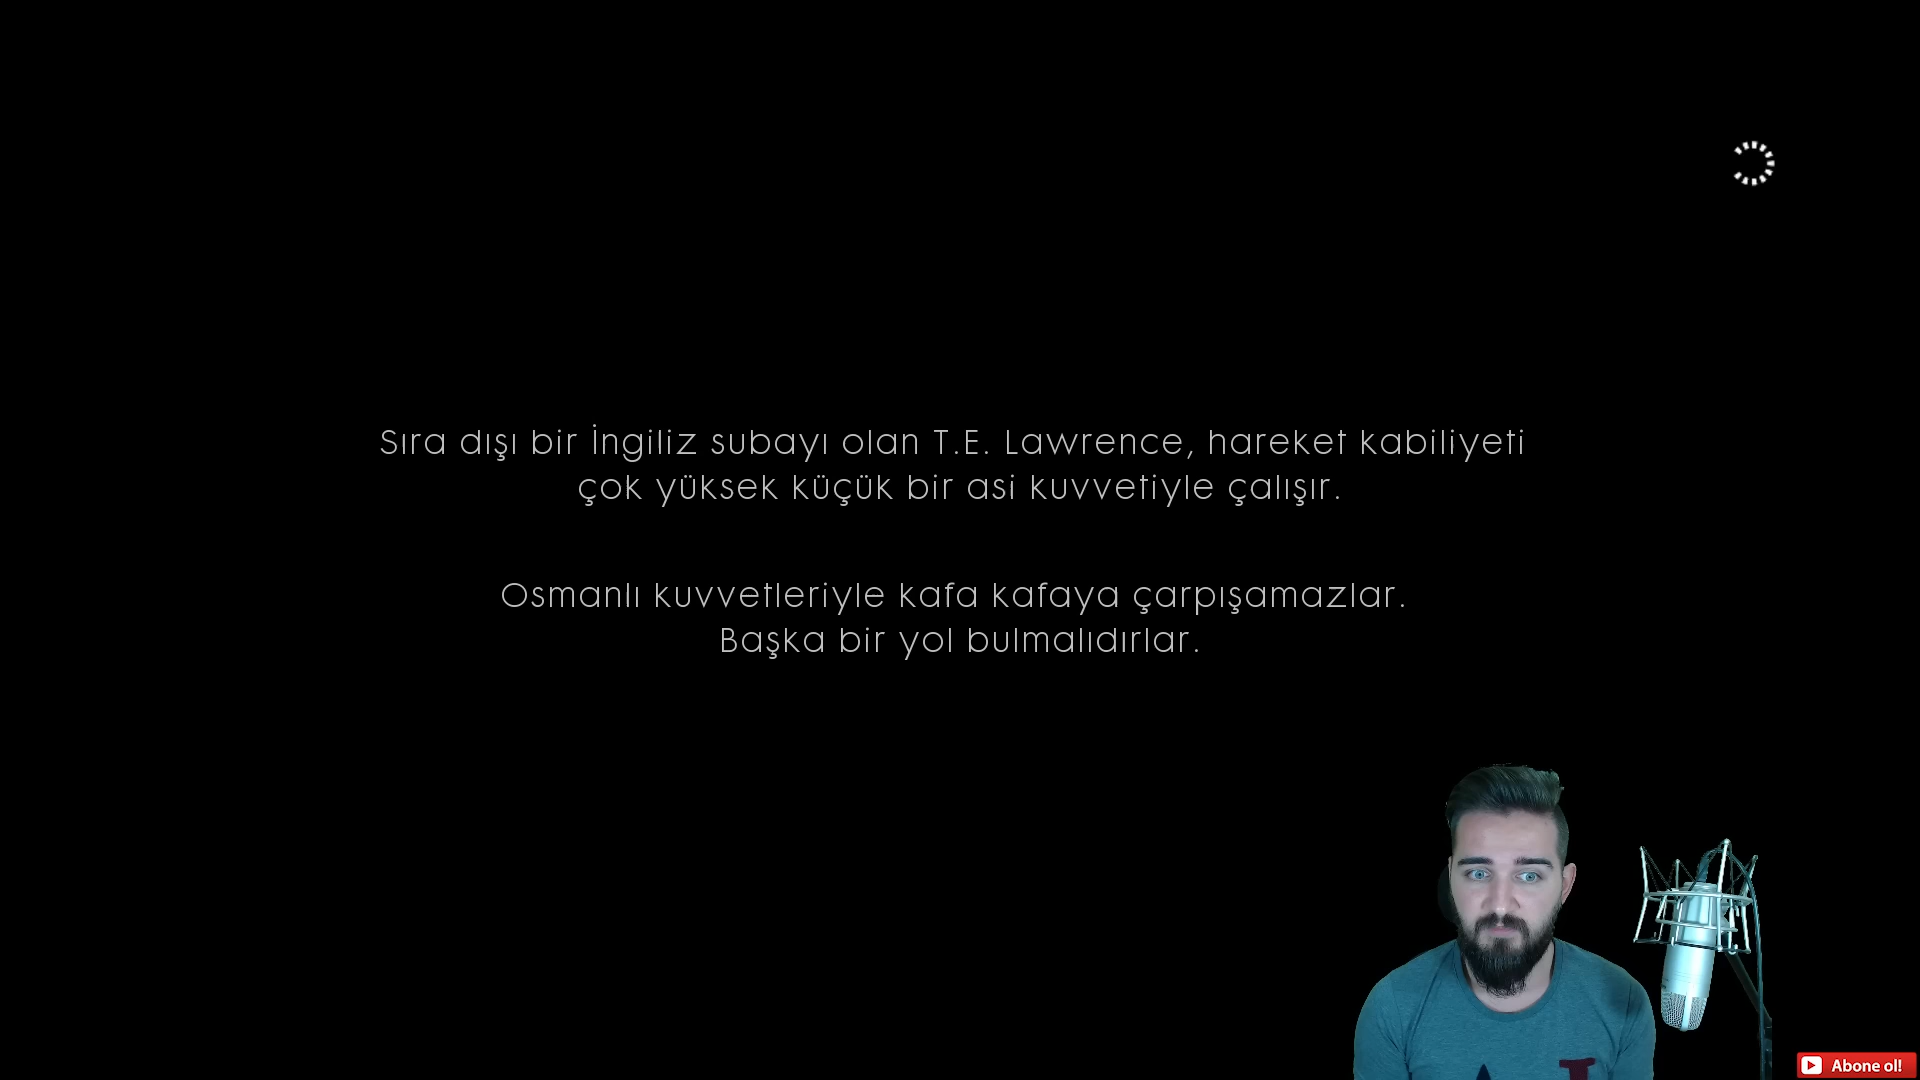 Sıra dışı bir İngiliz subayı olan T.E. Lawrence, hareket kabiliyeti
çok yüksek küçük bir asi kuvvetiyle çalışır.
Osmanlı kuvvetleriyle kafa kafaya çarpışamazlar.
Başka bir yol bulmalıdırlar.
Abone ol!